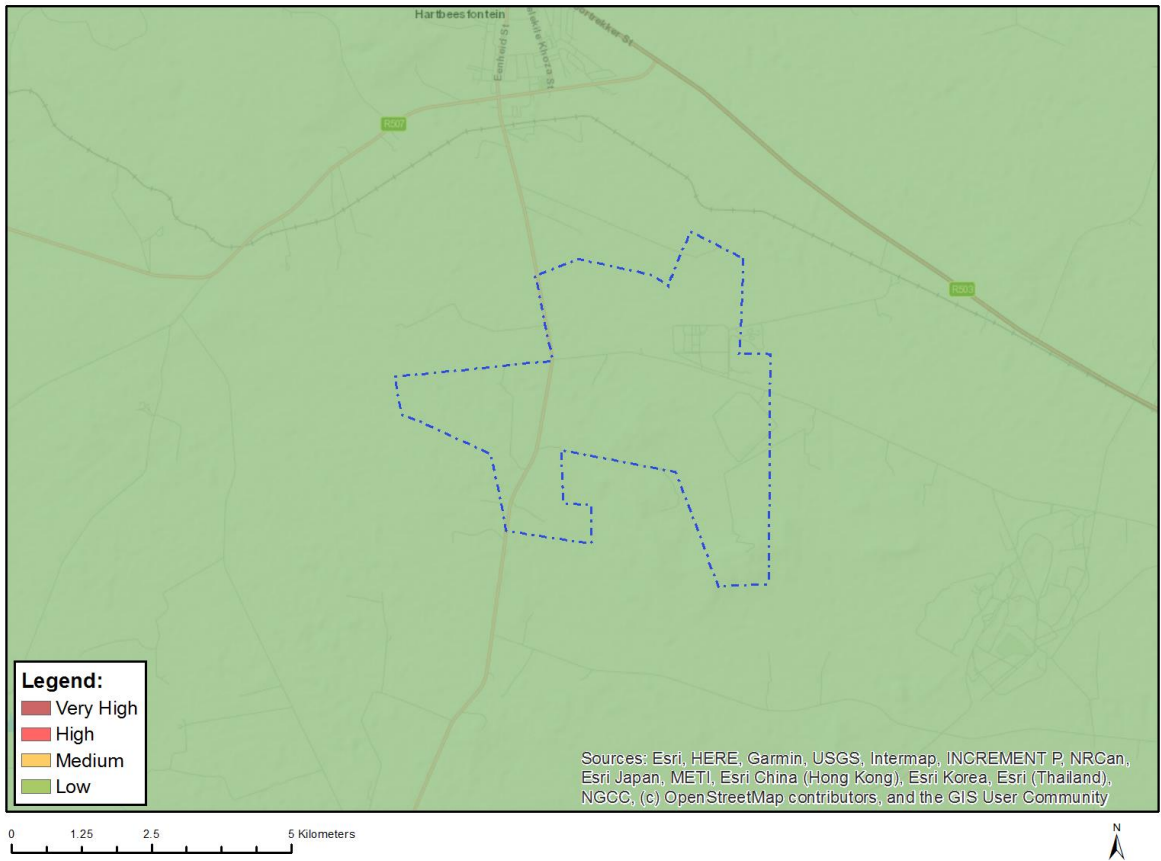 Hartbeesfontein
Eenheid St
R507
R503
Legend:
Very High
High
Medium
Low
Sources: Esri, HERE, Garmin, USGS, Intermap, INCREMENT P, NRCan,
Esri Japan, METI, Esri China (Hong Kong), Esri Korea, Esri (Thailand),
NGCC, (c) OpenStreetMap contributors, and the GIS User Community
0 1.25 2.5 5 Kilometers
N